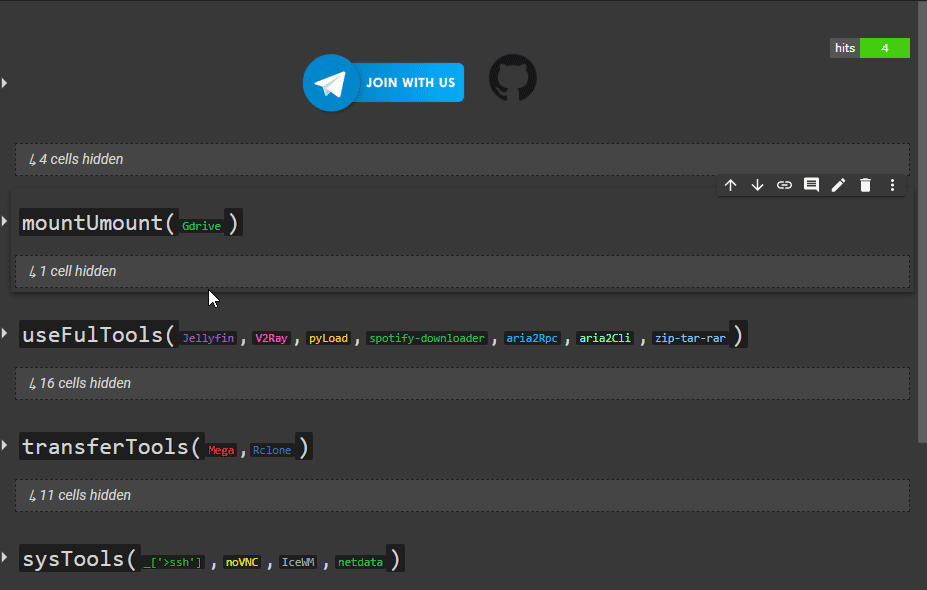 hits 4
JOIN WITH US
↳ 4 cells hidden
mountUmount( Gdrive )
↳ 1 cell hidden
useFulTools( Jellyfin , V2Ray , pyLoad , spotify-downloader , aria2Rpc , aria2Cli , zip-tar-rar )
↳ 16 cells hidden
transferTools( Mega , Rclone )
↳ 11 cells hidden
sysTools( _['>ssh'] , noVNC , IceWM , netdata )